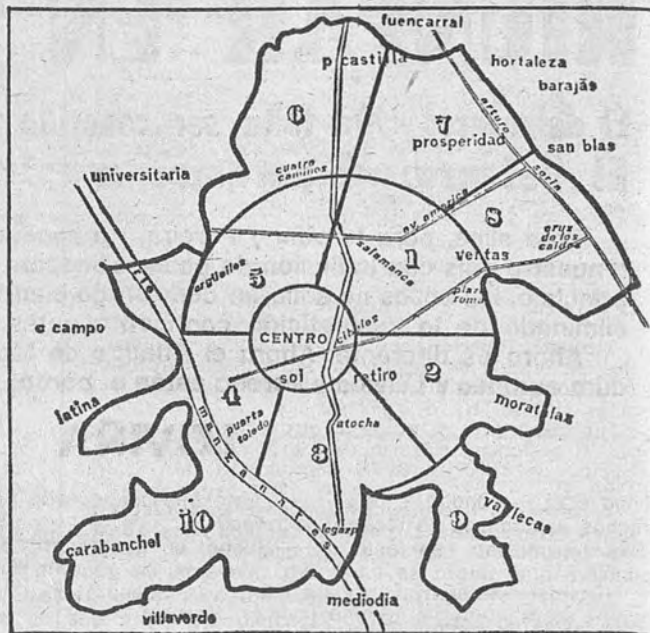 fuencarral
p. castilla
hortaleza
barajas
6
7
arturo
soria
prosperidad
san blas
cuatro
caminos
universitaria
av. america
8
cruz
de los
caidos
1
salamanca
ventas
arguelles
5
plaza
roma
rio
manzanares
e campo
CENTRO
cibeles
sol
retiro
2
4
latina
puerta
toledo
atocha
moratalaz
3
vallecas
9
10
legazpi
carabanchel
mediodia
villaverde